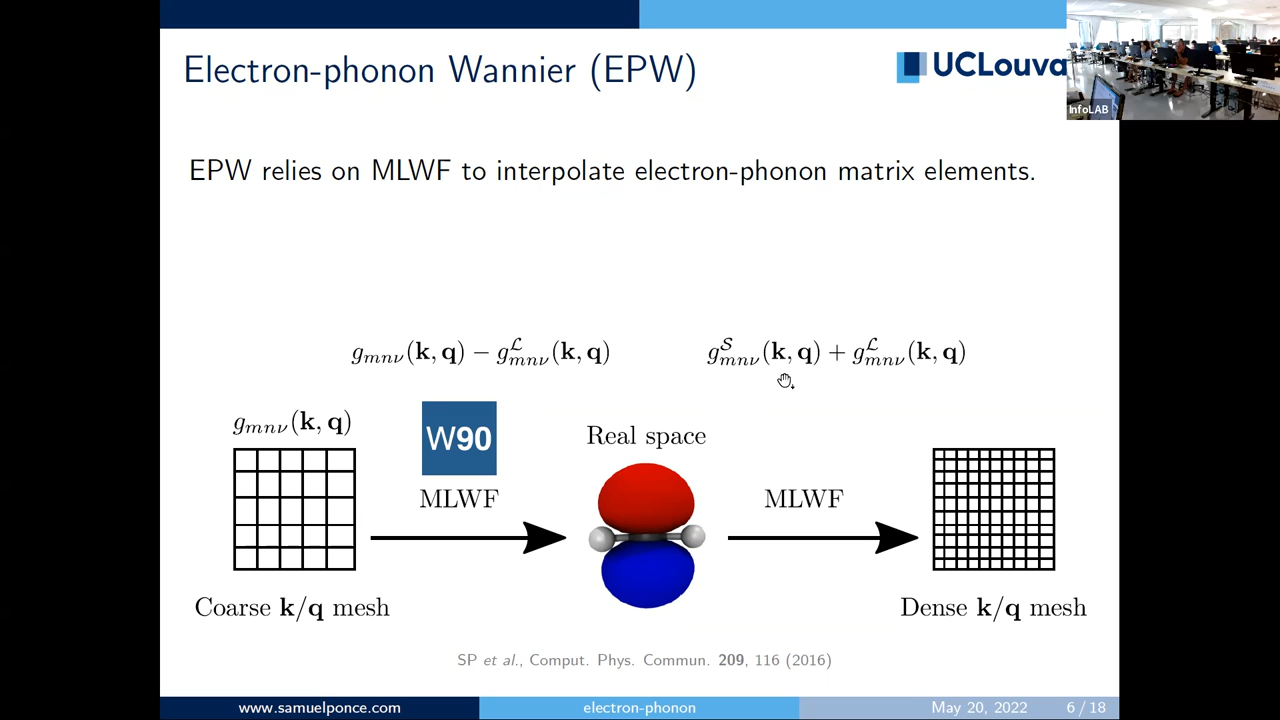 Electron-phonon Wannier (EPW)
UCLouva
InfoLAB
EPW relies on MLWF to interpolate electron-phonon matrix elements.
g_{mnν}(k, q) − g^ℒ_{mnν}(k, q)
g^𝒮_{mnν}(k, q) + g^ℒ_{mnν}(k, q)
g_{mnν}(k, q)
W90
Real space
MLWF
MLWF
Coarse k/q mesh
Dense k/q mesh
SP et al., Comput. Phys. Commun. 209, 116 (2016)
www.samuelponce.com
electron-phonon
May 20, 2022
6 / 18